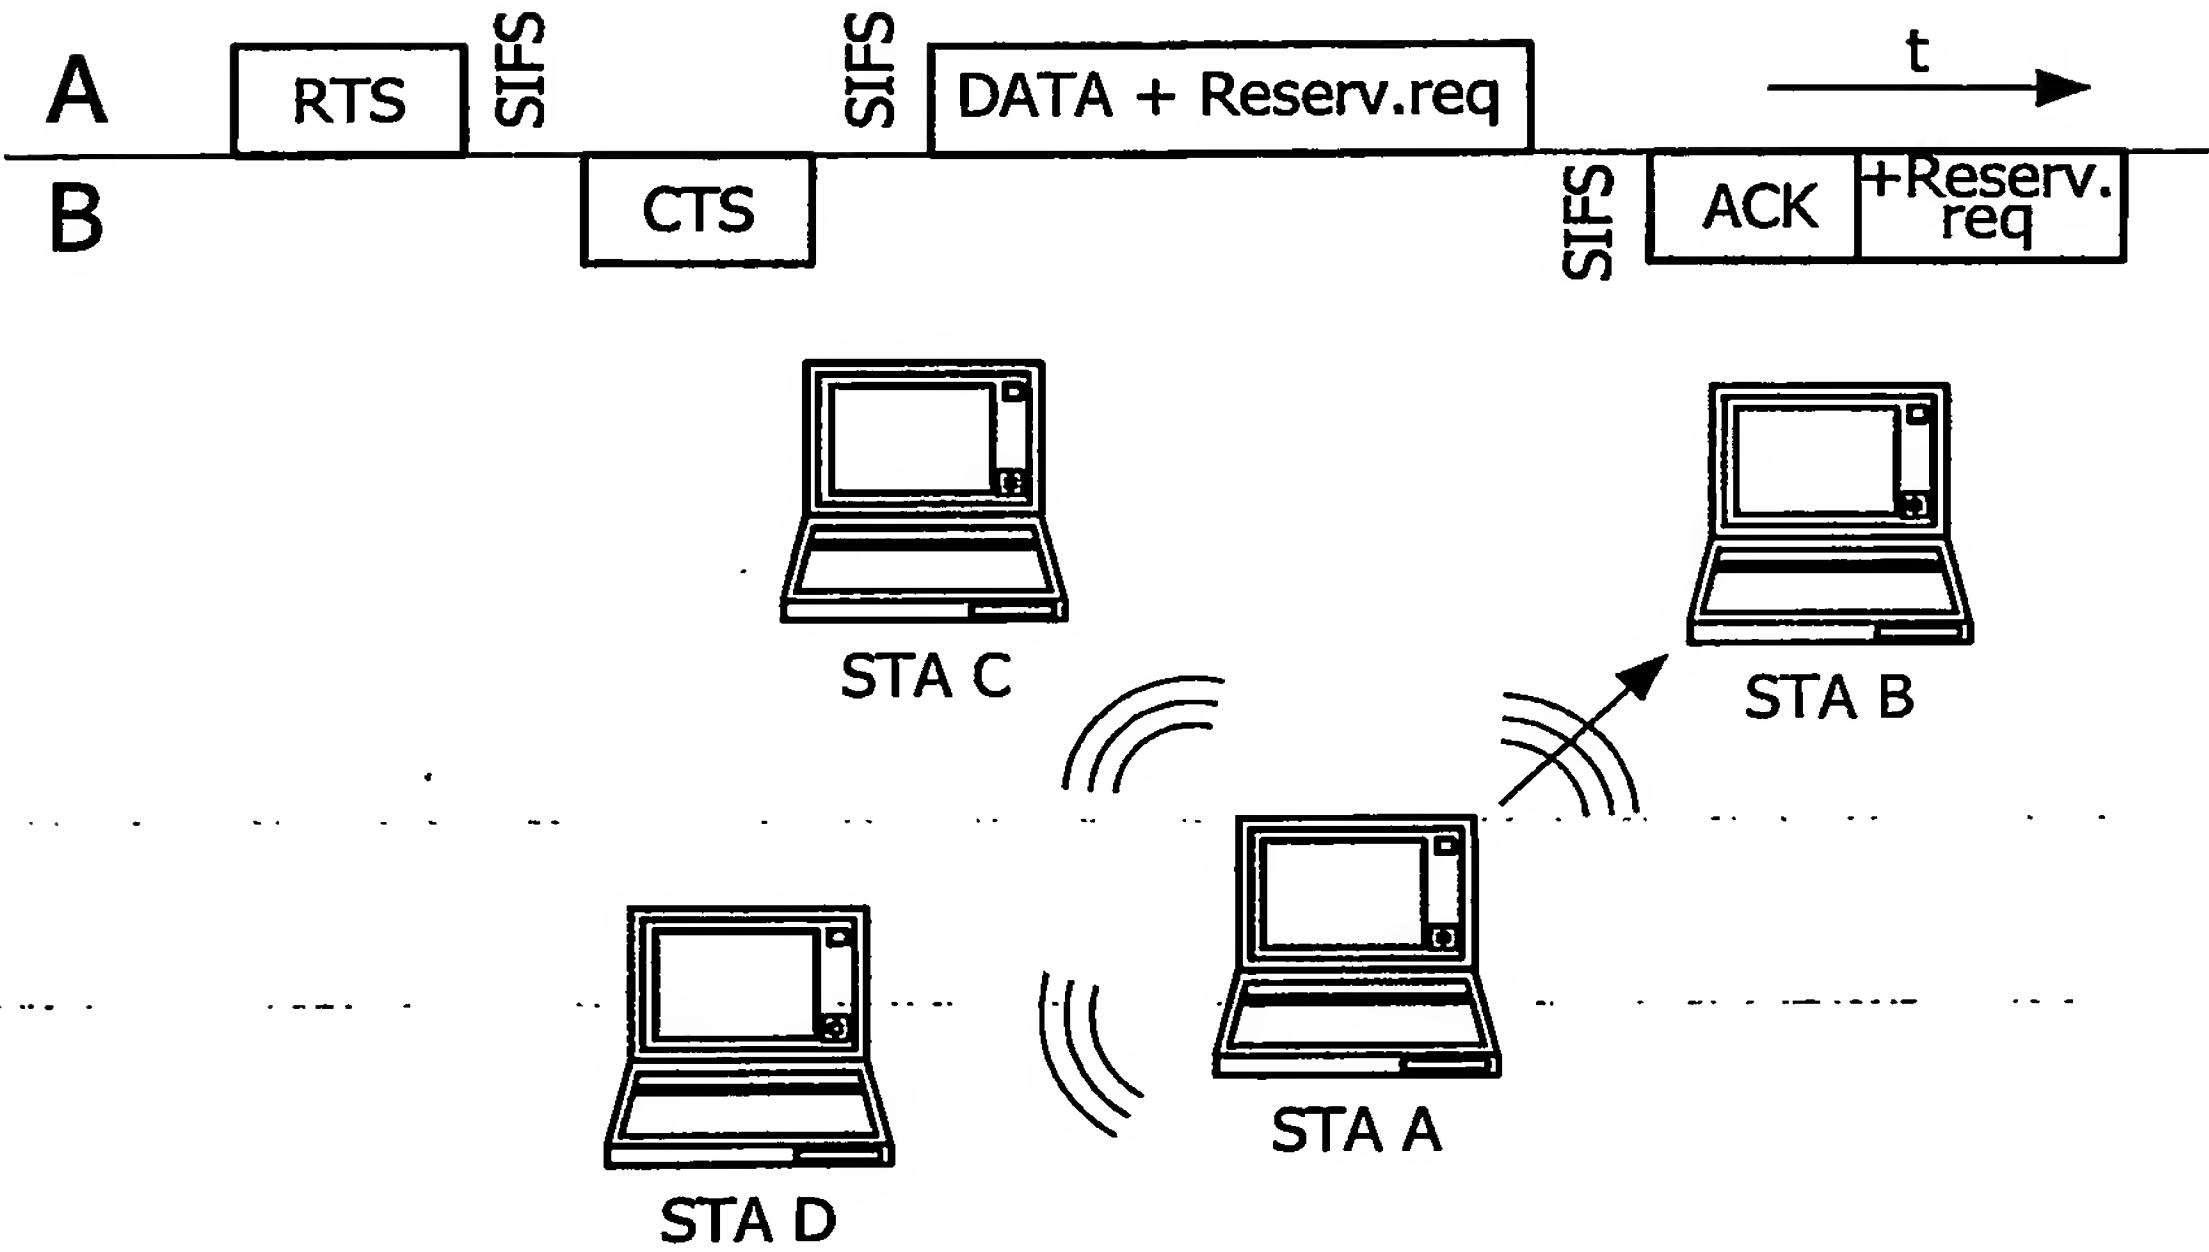 A
RTS
SIFS
SIFS
DATA + Reserv.req
t
B
CTS
SIFS
ACK
+Reserv.
req
STA C
STA B
STA A
STA D